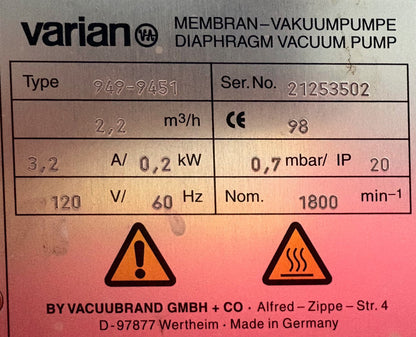 varian VA MEMBRAN-VAKUUMPUMPE
DIAPHRAGM VACUUM PUMP
Type 949-9451 Ser.No. 21253502
2,2 m³/h CE 98
3,2 A/ 0,2 kW 0,7 mbar/ IP 20
120 V/ 60 Hz Nom. 1800 min⁻¹
BY VACUUBRAND GMBH + CO · Alfred-Zippe-Str. 4
D-97877 Wertheim · Made in Germany